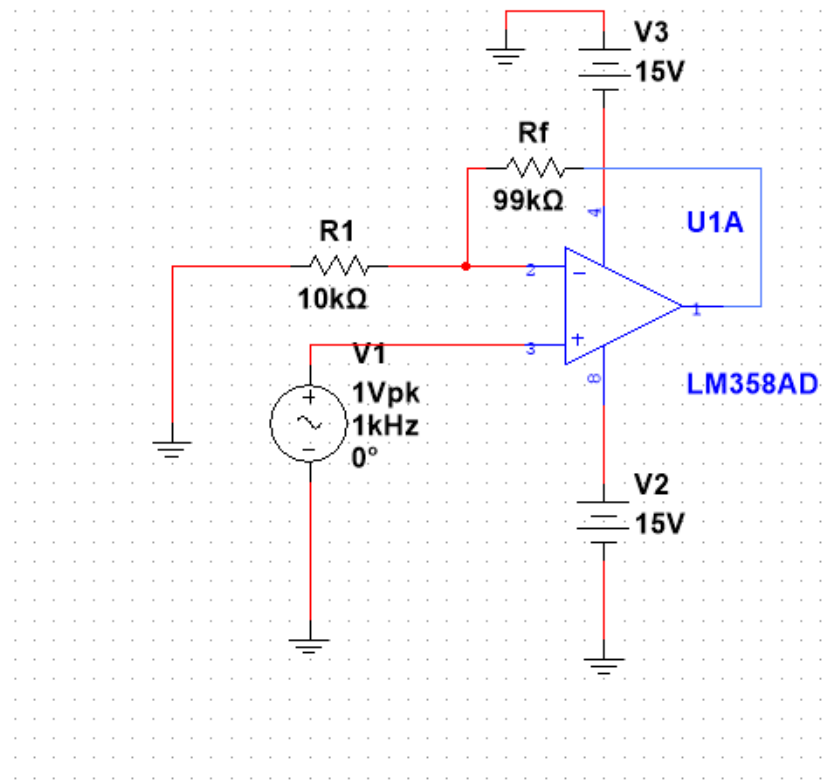 V3
15V
Rf
99kΩ
4
U1A
R1
10kΩ
2
1
3
V1
1Vpk
1kHz
0°
8
LM358AD
V2
15V